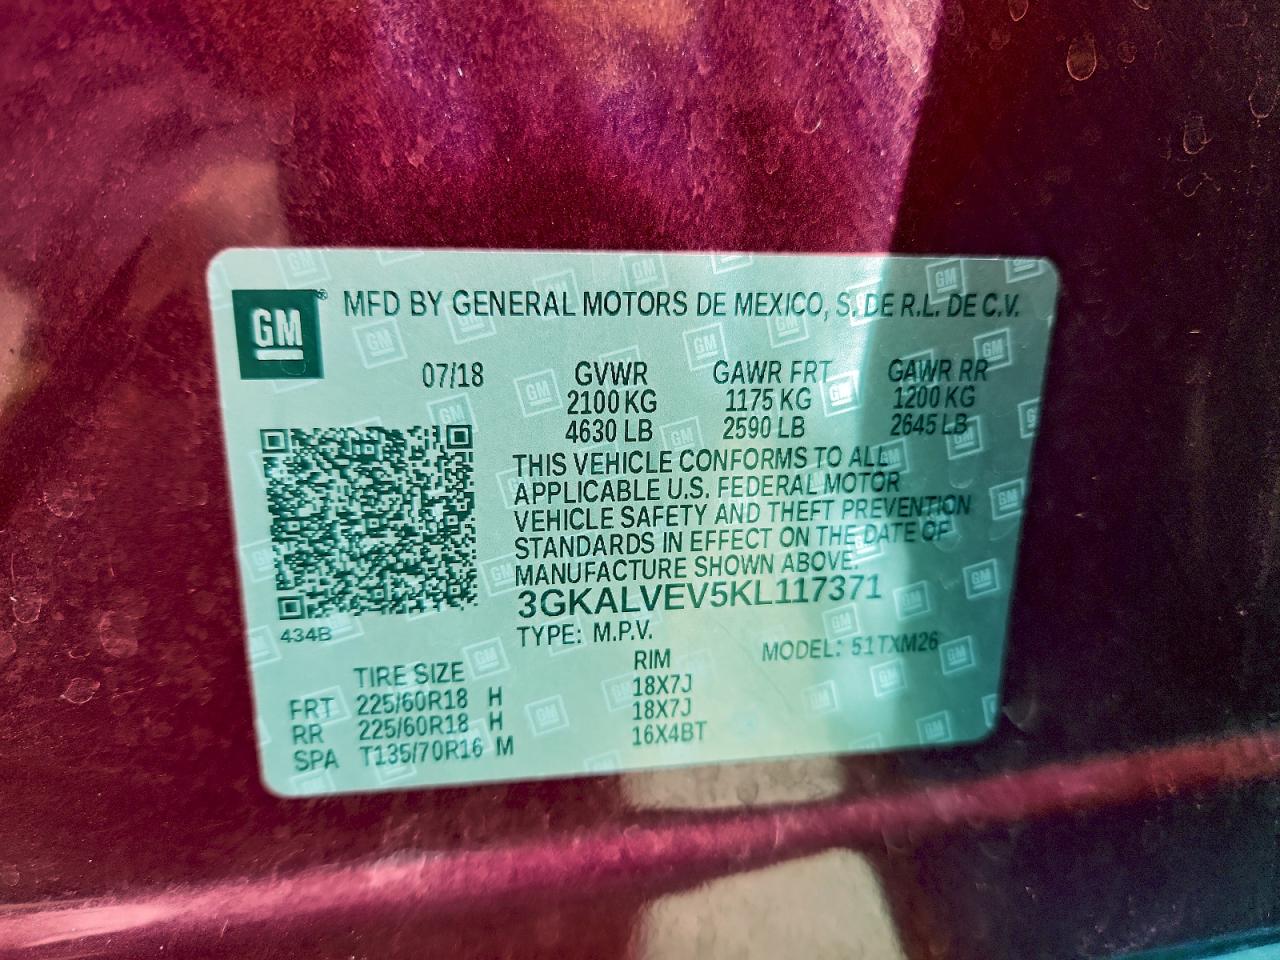 GM® MFD BY GENERAL MOTORS DE MEXICO, S. DE R.L. DE C.V.
07/18 GVWR GAWR FRT GAWR RR
2100 KG 1175 KG 1200 KG
4630 LB 2590 LB 2645 LB
THIS VEHICLE CONFORMS TO ALL
APPLICABLE U.S. FEDERAL MOTOR
VEHICLE SAFETY AND THEFT PREVENTION
STANDARDS IN EFFECT ON THE DATE OF
MANUFACTURE SHOWN ABOVE.
3GKALVEV5KL117371
434B
TYPE: M.P.V. MODEL: 51TXM26
TIRE SIZE RIM
FRT 225/60R18 H 18X7J
RR 225/60R18 H 18X7J
SPA T135/70R16 M 16X4BT